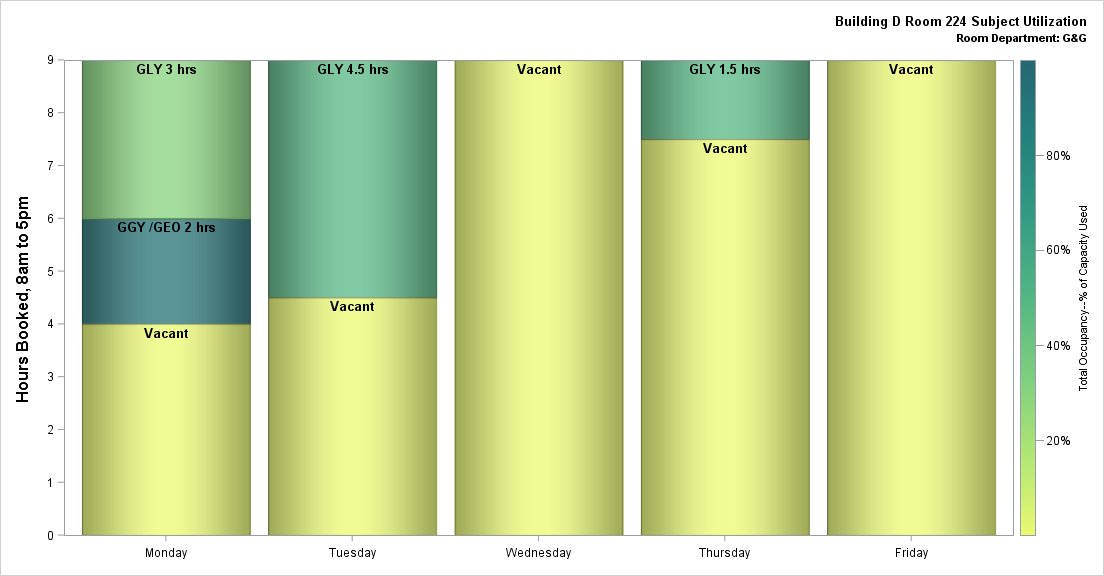 Building D Room 224 Subject Utilization
Room Department: G&G
Hours Booked, 8am to 5pm
9
8
7
6
5
4
3
2
1
0
GLY 3 hrs
GGY /GEO 2 hrs
Vacant
GLY 4.5 hrs
Vacant
Vacant
GLY 1.5 hrs
Vacant
Vacant
Monday
Tuesday
Wednesday
Thursday
Friday
80%
60%
40%
20%
Total Occupancy--% of Capacity Used